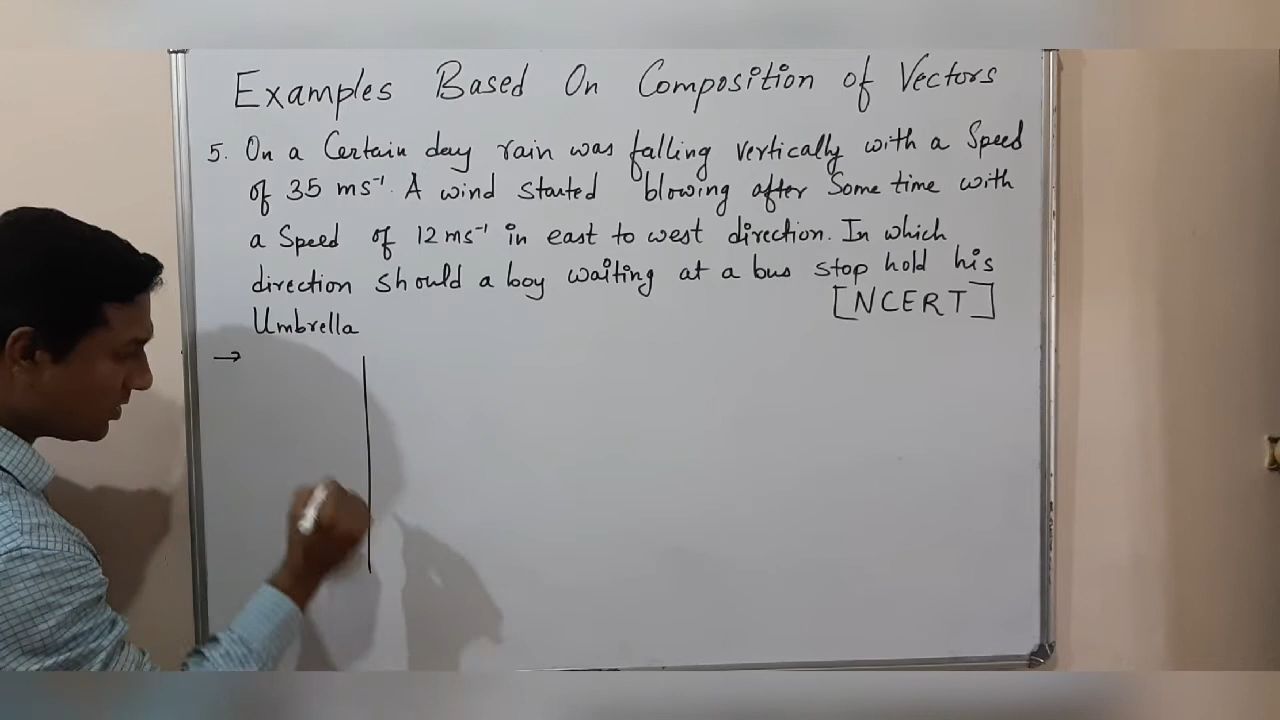 Examples Based On Composition of Vectors
5. On a Certain day rain was falling vertically with a Speed
of 35 ms⁻¹. A wind started blowing after Some time with
a Speed of 12 ms⁻¹ in east to west direction. In which
direction should a boy waiting at a bus stop hold his
Umbrella
[NCERT]
→